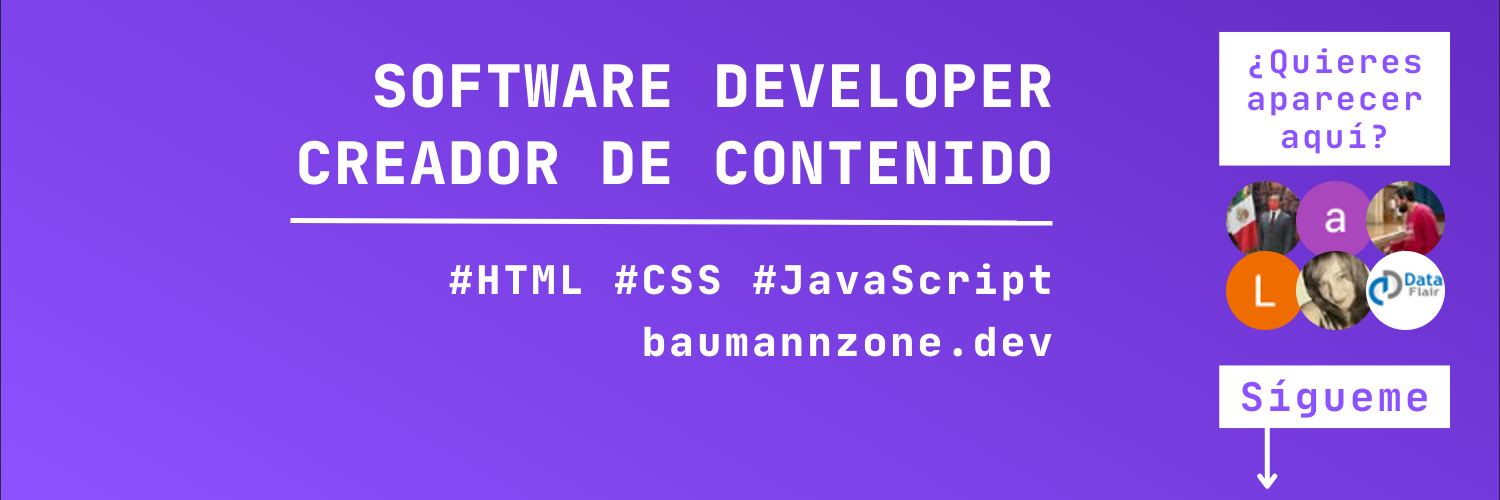 SOFTWARE DEVELOPER
CREADOR DE CONTENIDO
#HTML #CSS #JavaScript
baumannzone.dev
¿Quieres
aparecer
aquí?
a
L
Data
Flair
Sígueme